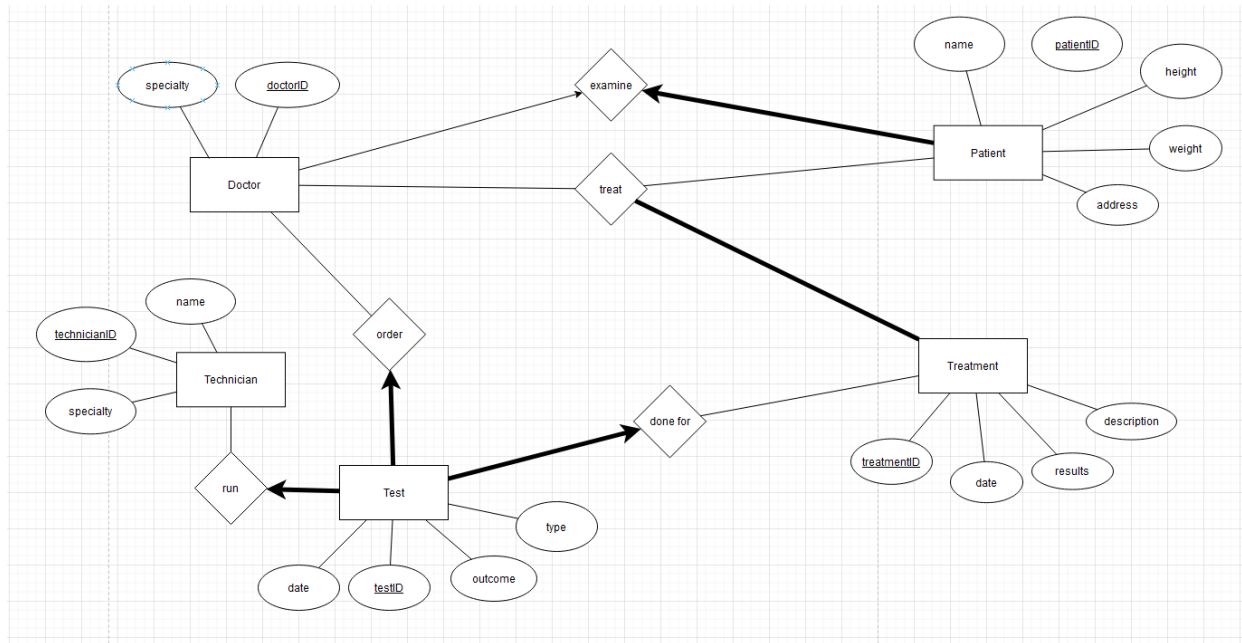 name
patientID
height
specialty
doctorID
examine
Patient
weight
Doctor
treat
address
name
technicianID
order
Technician
Treatment
specialty
done for
description
treatmentID
results
date
run
Test
type
date
testID
outcome